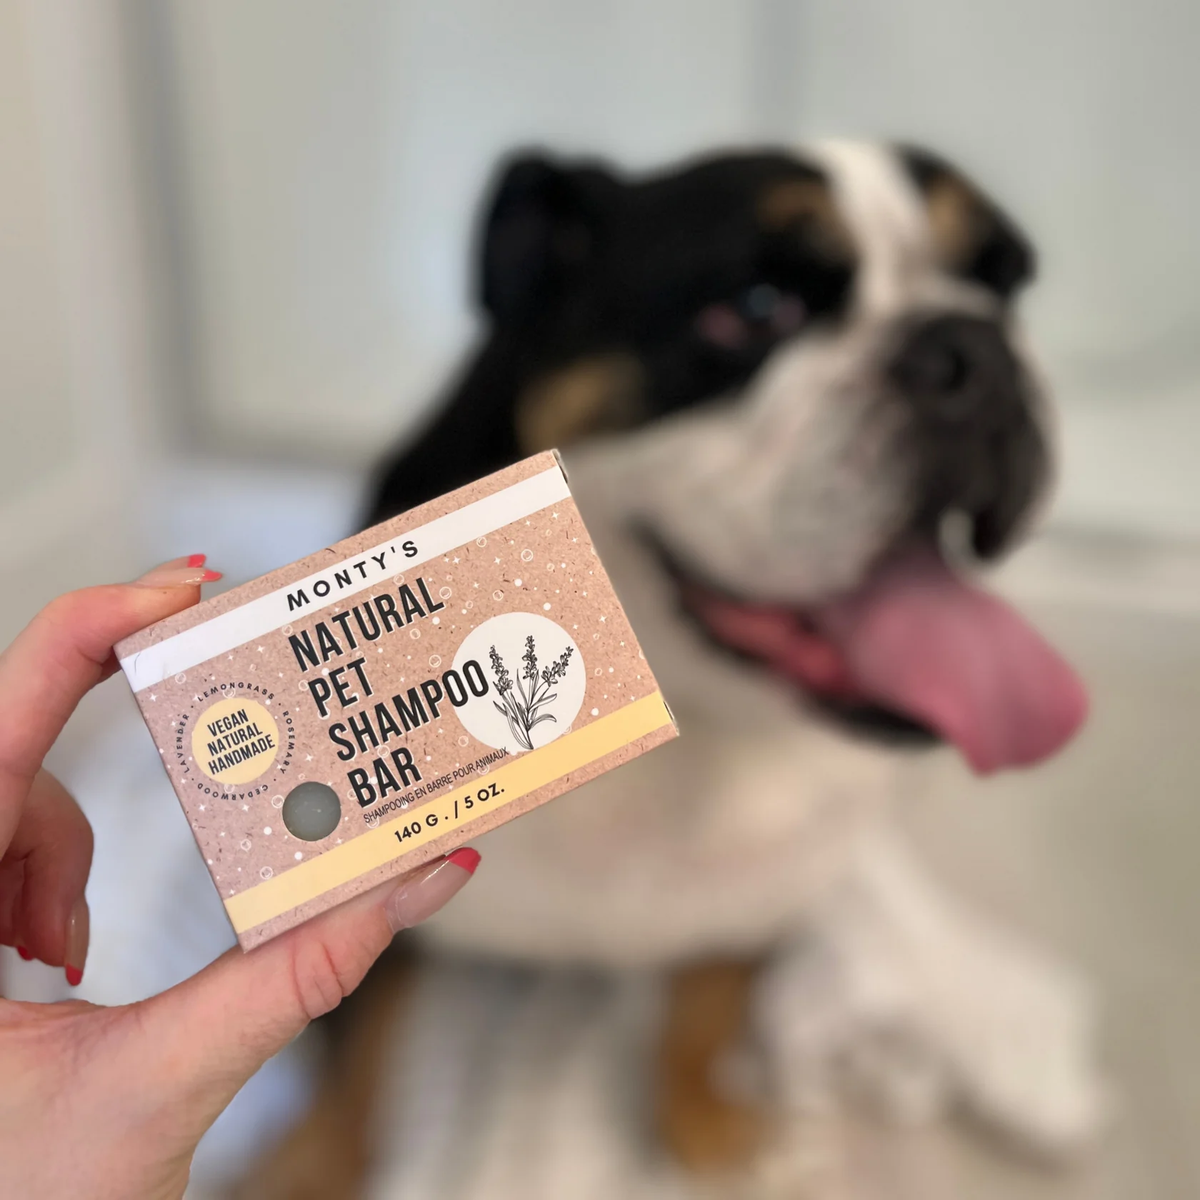 MONTY'S
NATURAL
PET
SHAMPOO
BAR
SHAMPOOING EN BARRE POUR ANIMAUX
140 G. / 5 OZ.
LAVENDER · LEMONGRASS · ROSEMARY · CEDARWOOD ·
VEGAN
NATURAL
HANDMADE